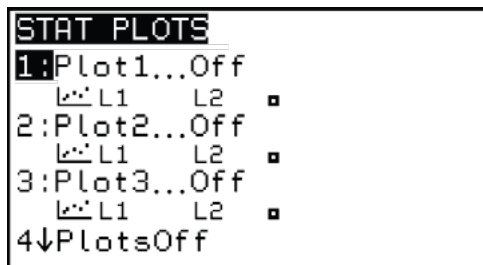 STAT PLOTS
1:Plot1...Off
L1 L2 ▫
2:Plot2...Off
L1 L2 ▫
3:Plot3...Off
L1 L2 ▫
4↓PlotsOff